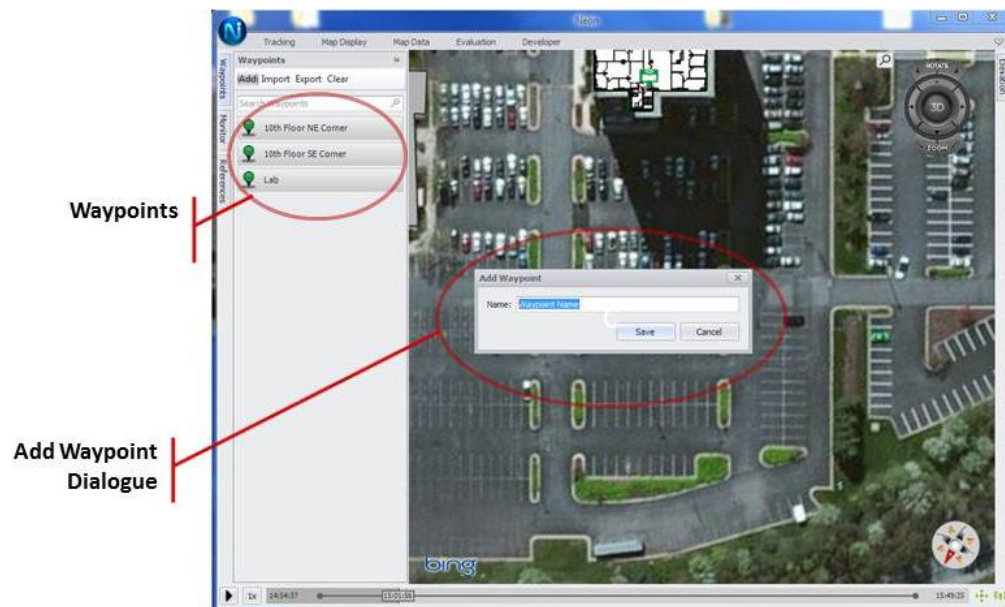 Neon
Tracking Map Display Map Data Evaluation Developer
Waypoints
Monitor
References
Waypoints »
Add Import Export Clear
Search Waypoints
10th Floor NE Corner
10th Floor SE Corner
Lab
Elevation
ROTATE
3D
ZOOM
Waypoints
Add Waypoint
Name: Waypoint Name
Save Cancel
Add Waypoint
Dialogue
bing
1x 14:54:37 15:01:56 15:49:25